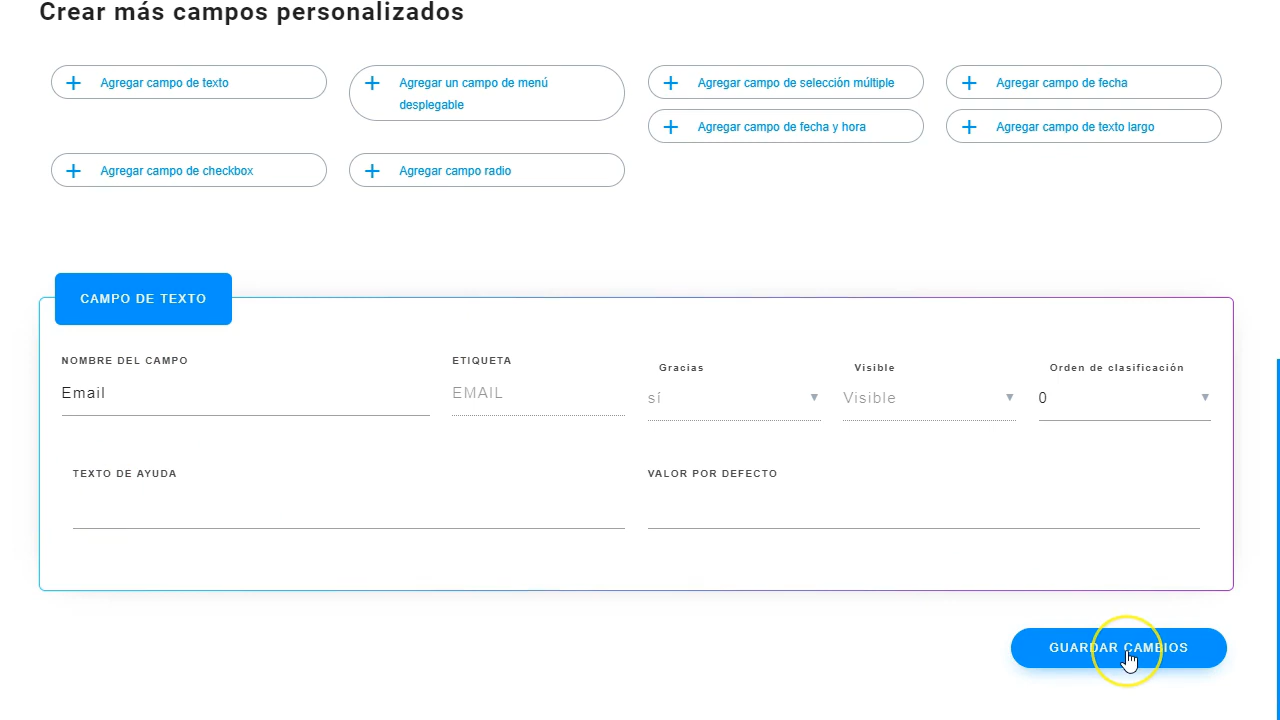 Crear más campos personalizados
Agregar campo de texto
Agregar un campo de menú
desplegable
Agregar campo de selección múltiple
Agregar campo de fecha
Agregar campo de fecha y hora
Agregar campo de texto largo
Agregar campo de checkbox
Agregar campo radio
CAMPO DE TEXTO
NOMBRE DEL CAMPO
ETIQUETA
Gracias
Visible
Orden de clasificación
Email
EMAIL
sí
Visible
0
TEXTO DE AYUDA
VALOR POR DEFECTO
GUARDAR CAMBIOS